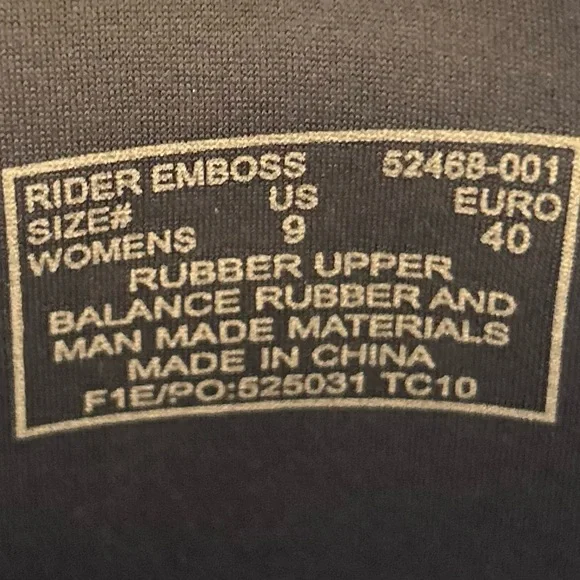 RIDER EMBOSS 52468-001
SIZE# US EURO
WOMENS 9 40
RUBBER UPPER
BALANCE RUBBER AND
MAN MADE MATERIALS
MADE IN CHINA
F1E/PO:525031 TC10